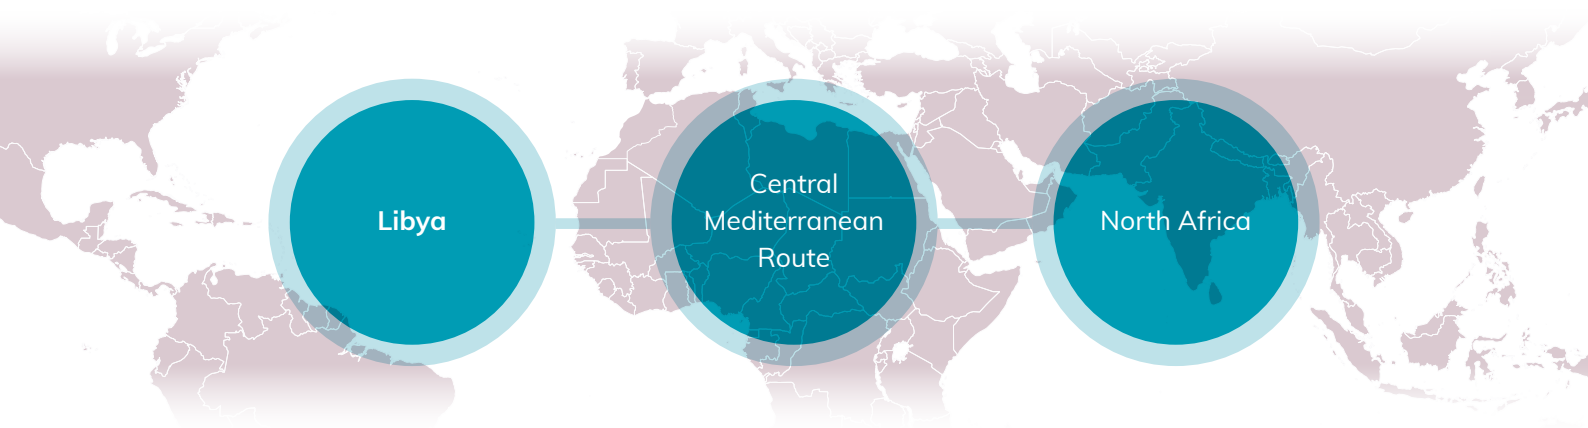 Libya
Central
Mediterranean
Route
North Africa